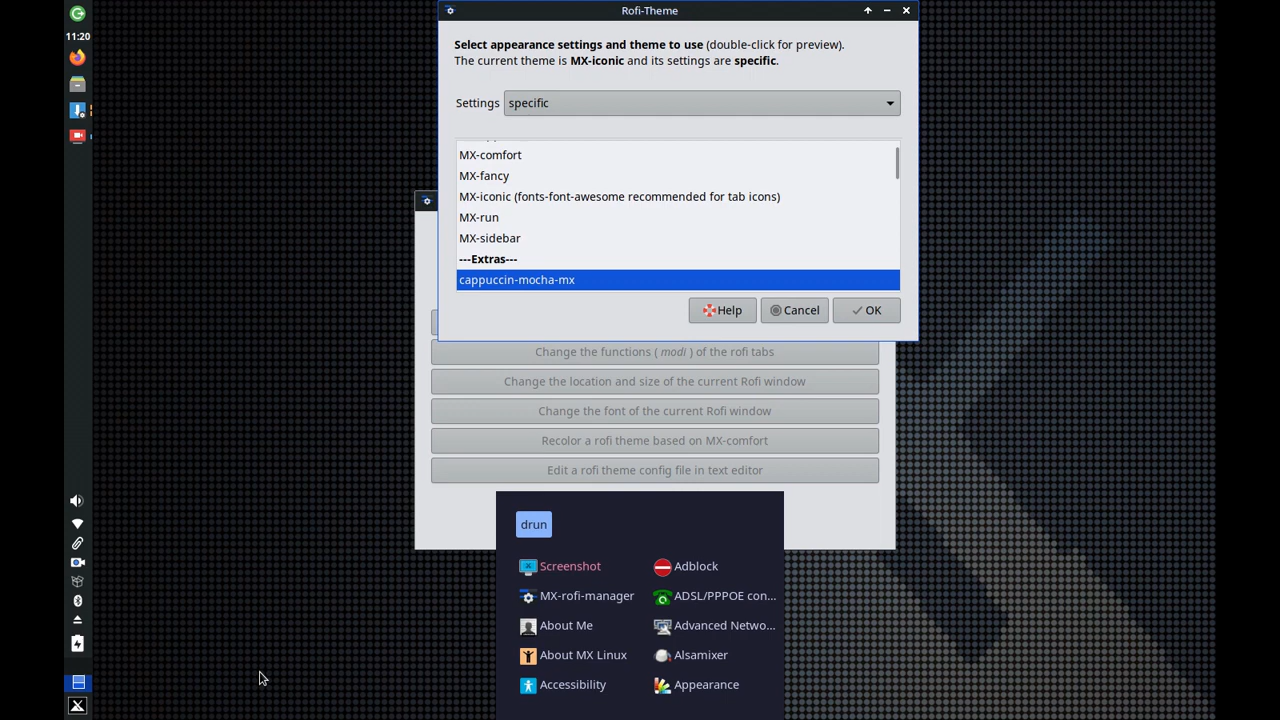 Rofi-Theme
11:20
Select appearance settings and theme to use (double-click for preview).
The current theme is MX-iconic and its settings are specific.
Settings specific
MX-comfort
MX-fancy
MX-iconic (fonts-font-awesome recommended for tab icons)
MX-run
MX-sidebar
---Extras---
cappuccin-mocha-mx
Help Cancel OK
Change the functions ( modi ) of the rofi tabs
Change the location and size of the current Rofi window
Change the font of the current Rofi window
Recolor a rofi theme based on MX-comfort
Edit a rofi theme config file in text editor
drun
Screenshot Adblock
MX-rofi-manager ADSL/PPPOE con...
About Me Advanced Netwo...
About MX Linux Alsamixer
Accessibility Appearance